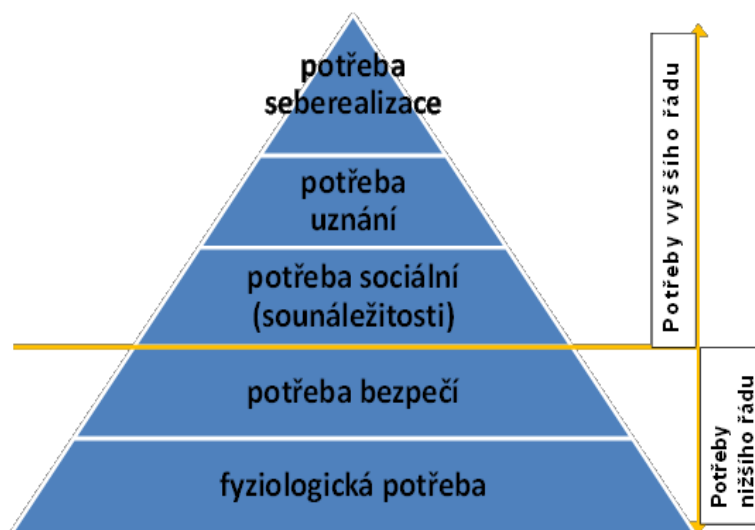 potřeba
seberealizace
potřeba
uznání
potřeba sociální
(sounáležitosti)
potřeba bezpečí
fyziologická potřeba
Potřeby vyššího řádu
Potřeby
nižšího řádu